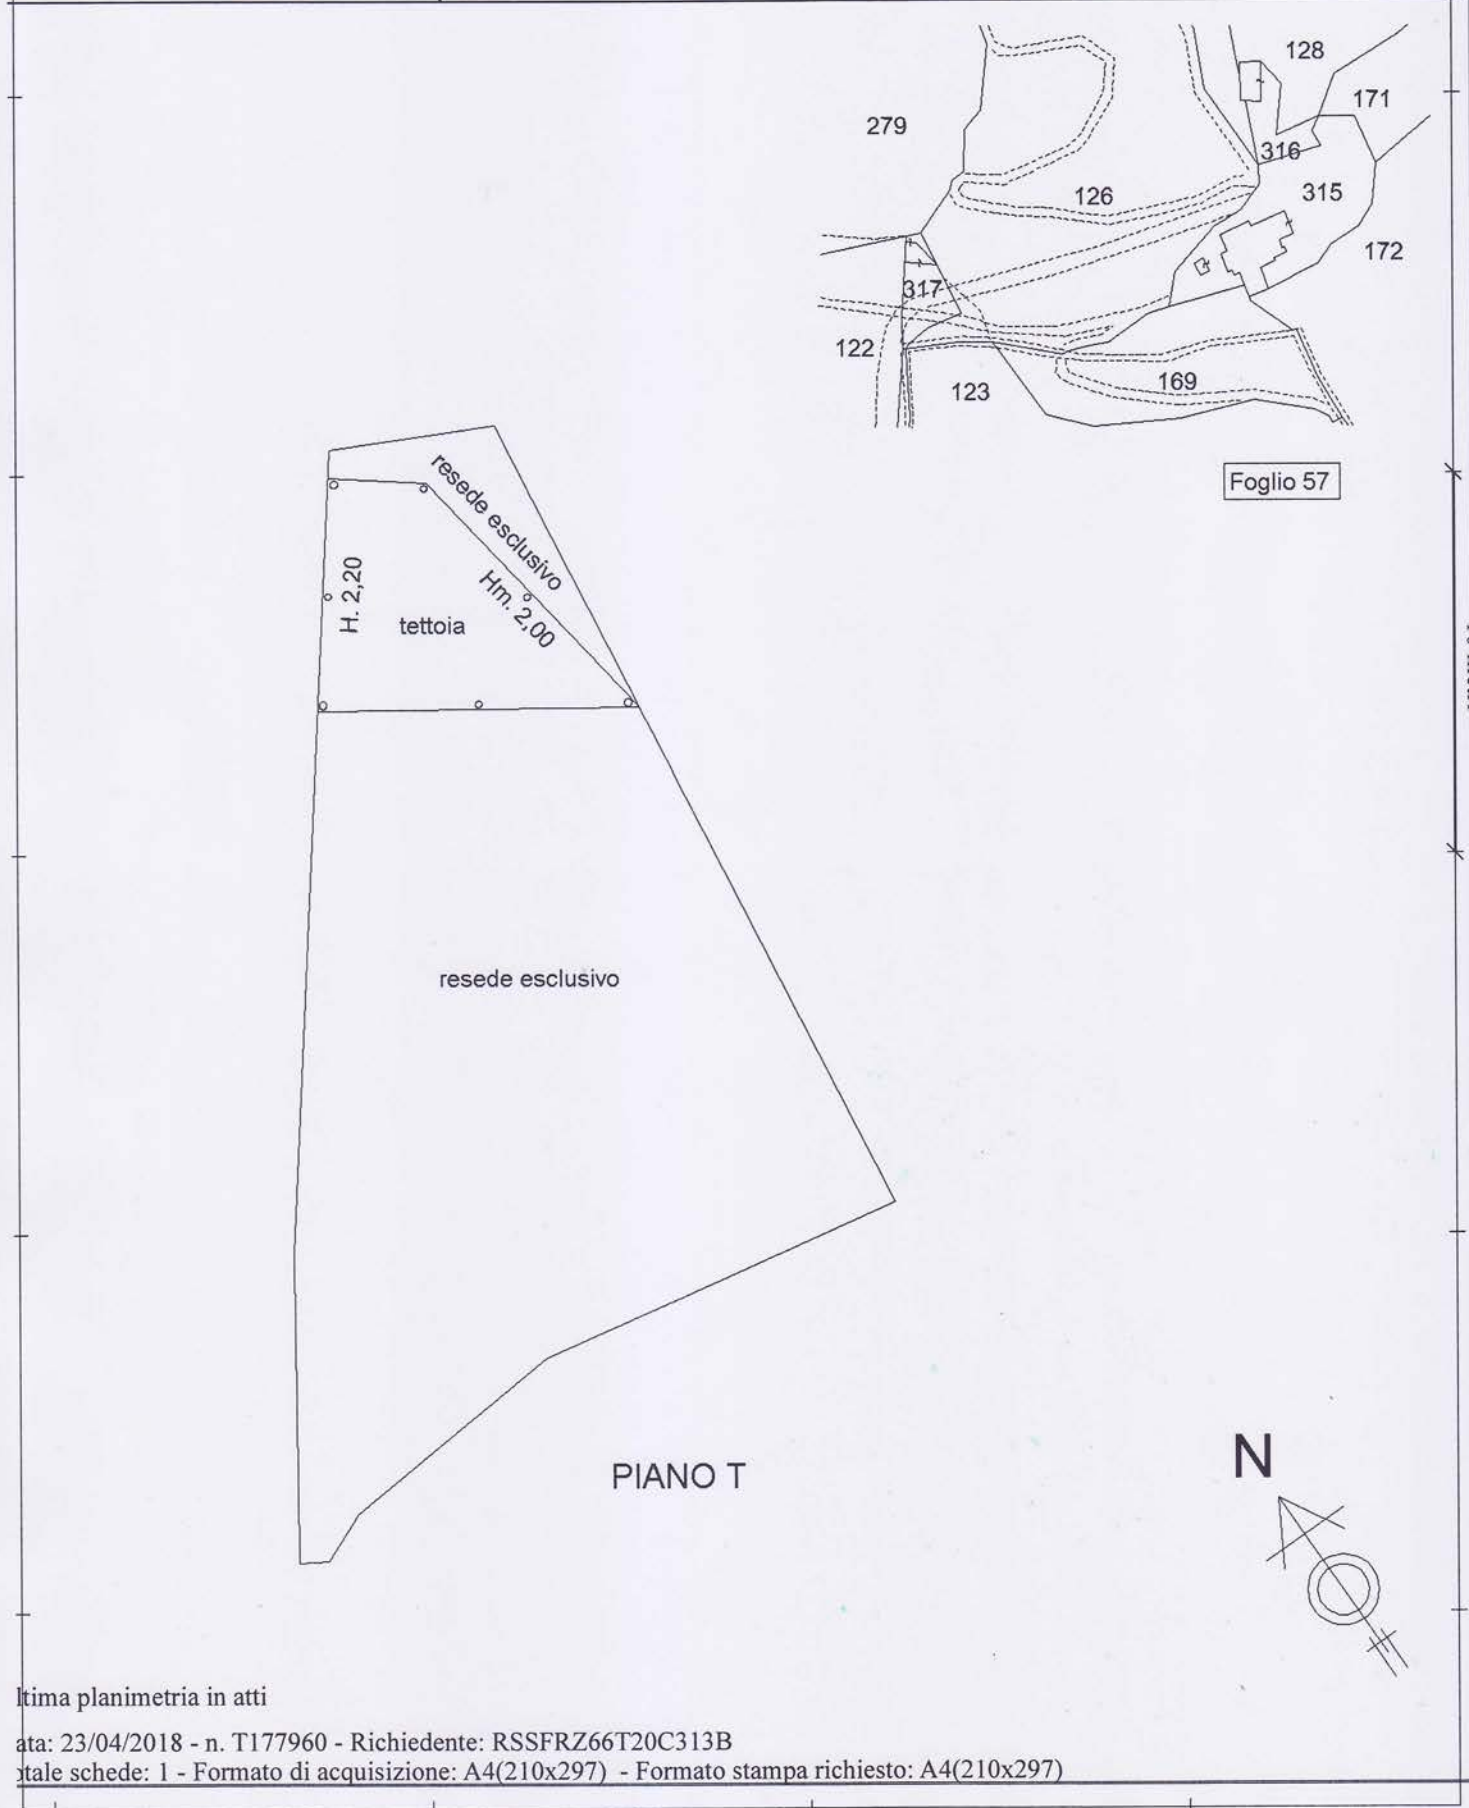 128
171
279
316
126
315
172
317
122
169
123
Foglio 57
resede esclusivo
H. 2,20
Hm. 2,00
tettoia
resede esclusivo
PIANO T
N
ltima planimetria in atti
ata: 23/04/2018 - n. T177960 - Richiedente: RSSFRZ66T20C313B
tale schede: 1 - Formato di acquisizione: A4(210x297) - Formato stampa richiesto: A4(210x297)